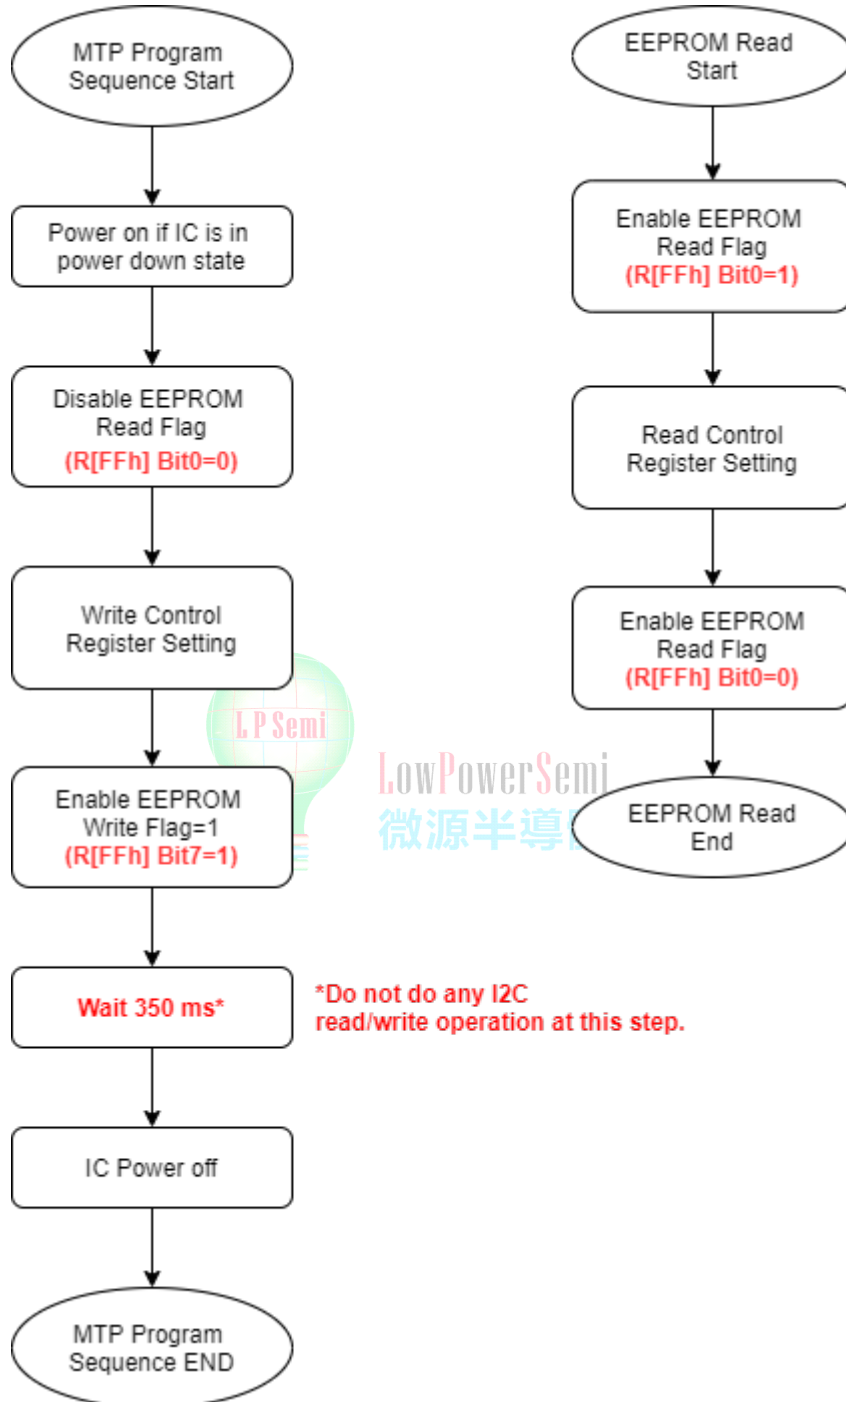 MTP Program
Sequence Start
Power on if IC is in
power down state
Disable EEPROM
Read Flag
(R[FFh] Bit0=0)
Write Control
Register Setting
Enable EEPROM
Write Flag=1
(R[FFh] Bit7=1)
Wait 350 ms*
*Do not do any I2C
read/write operation at this step.
IC Power off
MTP Program
Sequence END
EEPROM Read
Start
Enable EEPROM
Read Flag
(R[FFh] Bit0=1)
Read Control
Register Setting
Enable EEPROM
Read Flag
(R[FFh] Bit0=0)
EEPROM Read
End
LP Semi
LowPowerSemi
微源半導